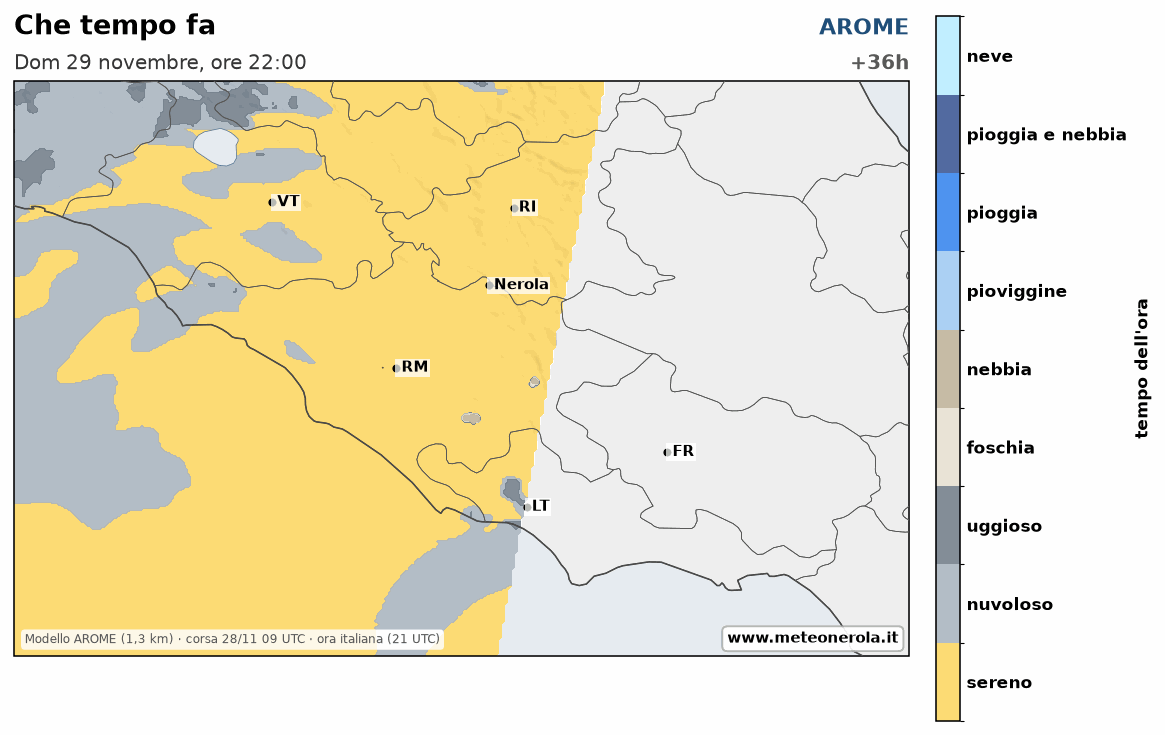 Che tempo fa
AROME
Dom 29 novembre, ore 22:00
+36h
VT
RI
Nerola
RM
FR
LT
Modello AROME (1,3 km) · corsa 28/11 09 UTC · ora italiana (21 UTC)
www.meteonerola.it
neve
pioggia e nebbia
pioggia
pioviggine
nebbia
foschia
uggioso
nuvoloso
sereno
tempo dell'ora